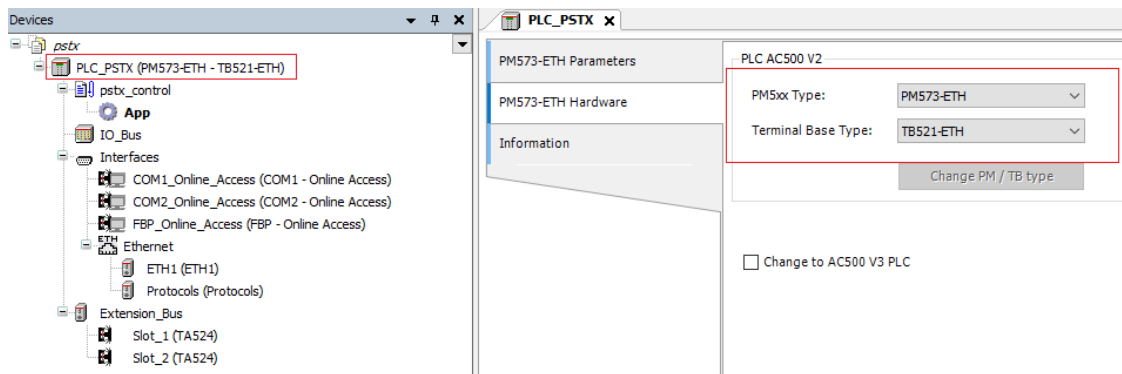 Devices
pstx
PLC_PSTX (PM573-ETH - TB521-ETH)
pstx_control
App
IO_Bus
Interfaces
COM1_Online_Access (COM1 - Online Access)
COM2_Online_Access (COM2 - Online Access)
FBP_Online_Access (FBP - Online Access)
ETH
Ethernet
ETH1 (ETH1)
Protocols (Protocols)
Extension_Bus
Slot_1 (TA524)
Slot_2 (TA524)
PLC_PSTX
PM573-ETH Parameters
PM573-ETH Hardware
Information
PLC AC500 V2
PM5xx Type: PM573-ETH
Terminal Base Type: TB521-ETH
Change PM / TB type
Change to AC500 V3 PLC